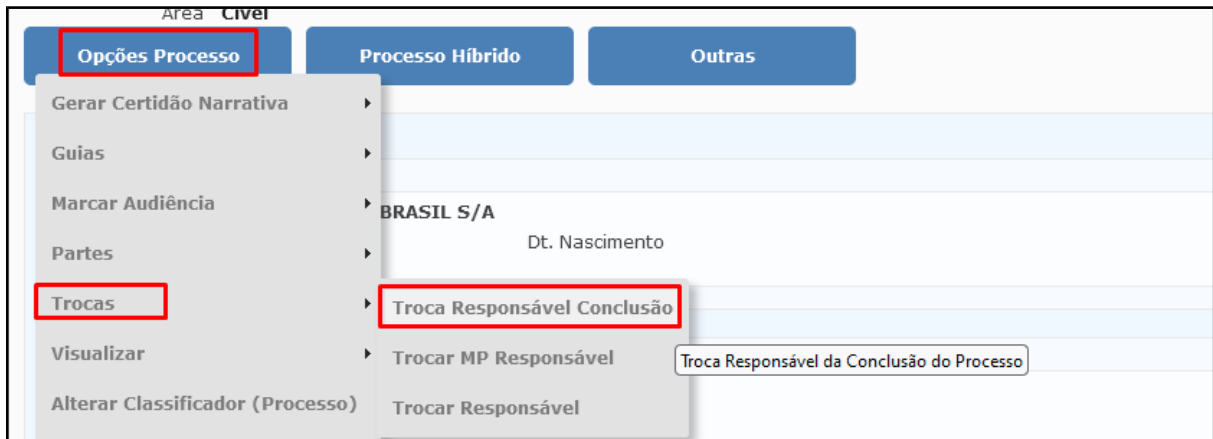 Área Cível
Opções Processo Processo Híbrido Outras
Gerar Certidão Narrativa
Guias
Marcar Audiência
BRASIL S/A
Dt. Nascimento
Partes
Trocas
Troca Responsável Conclusão
Visualizar
Trocar MP Responsável
Troca Responsável da Conclusão do Processo
Alterar Classificador (Processo)
Trocar Responsável